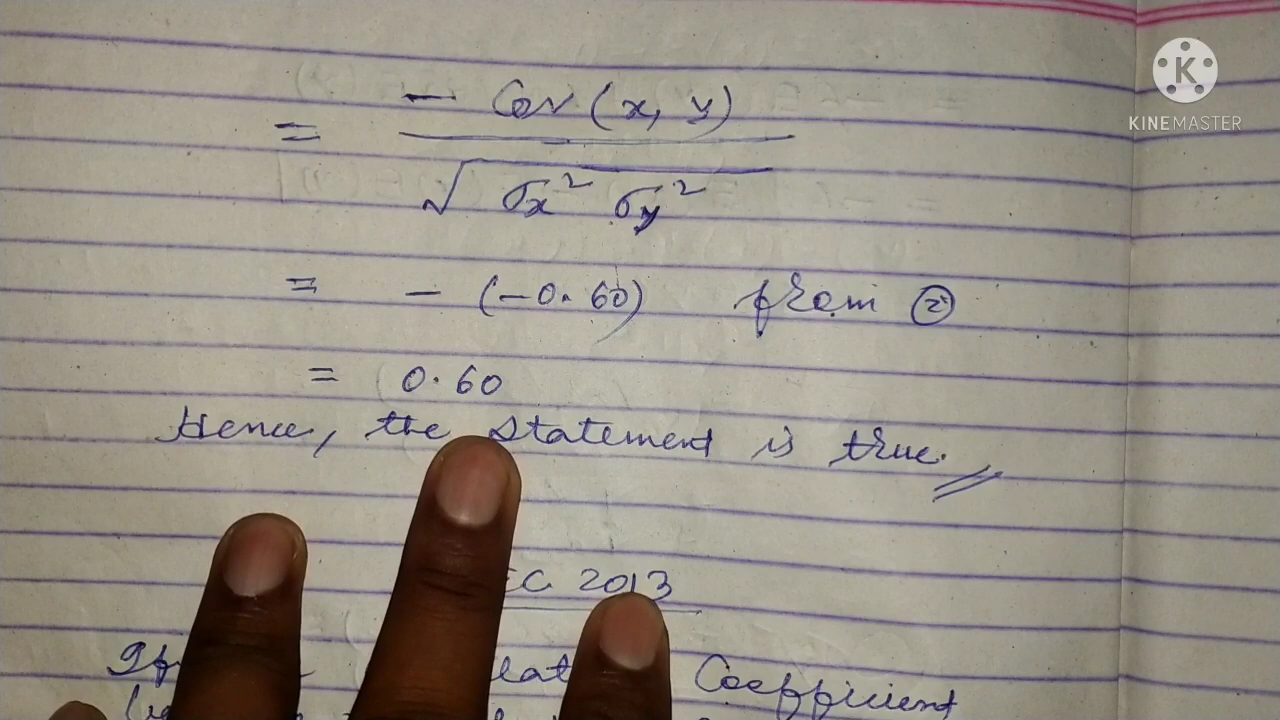 KINEMASTER
= - Cov (x, y)
√ σx² σy²
= - (-0.60) from ②
= 0.60
Hence, the statement is true.
2013
Coefficient